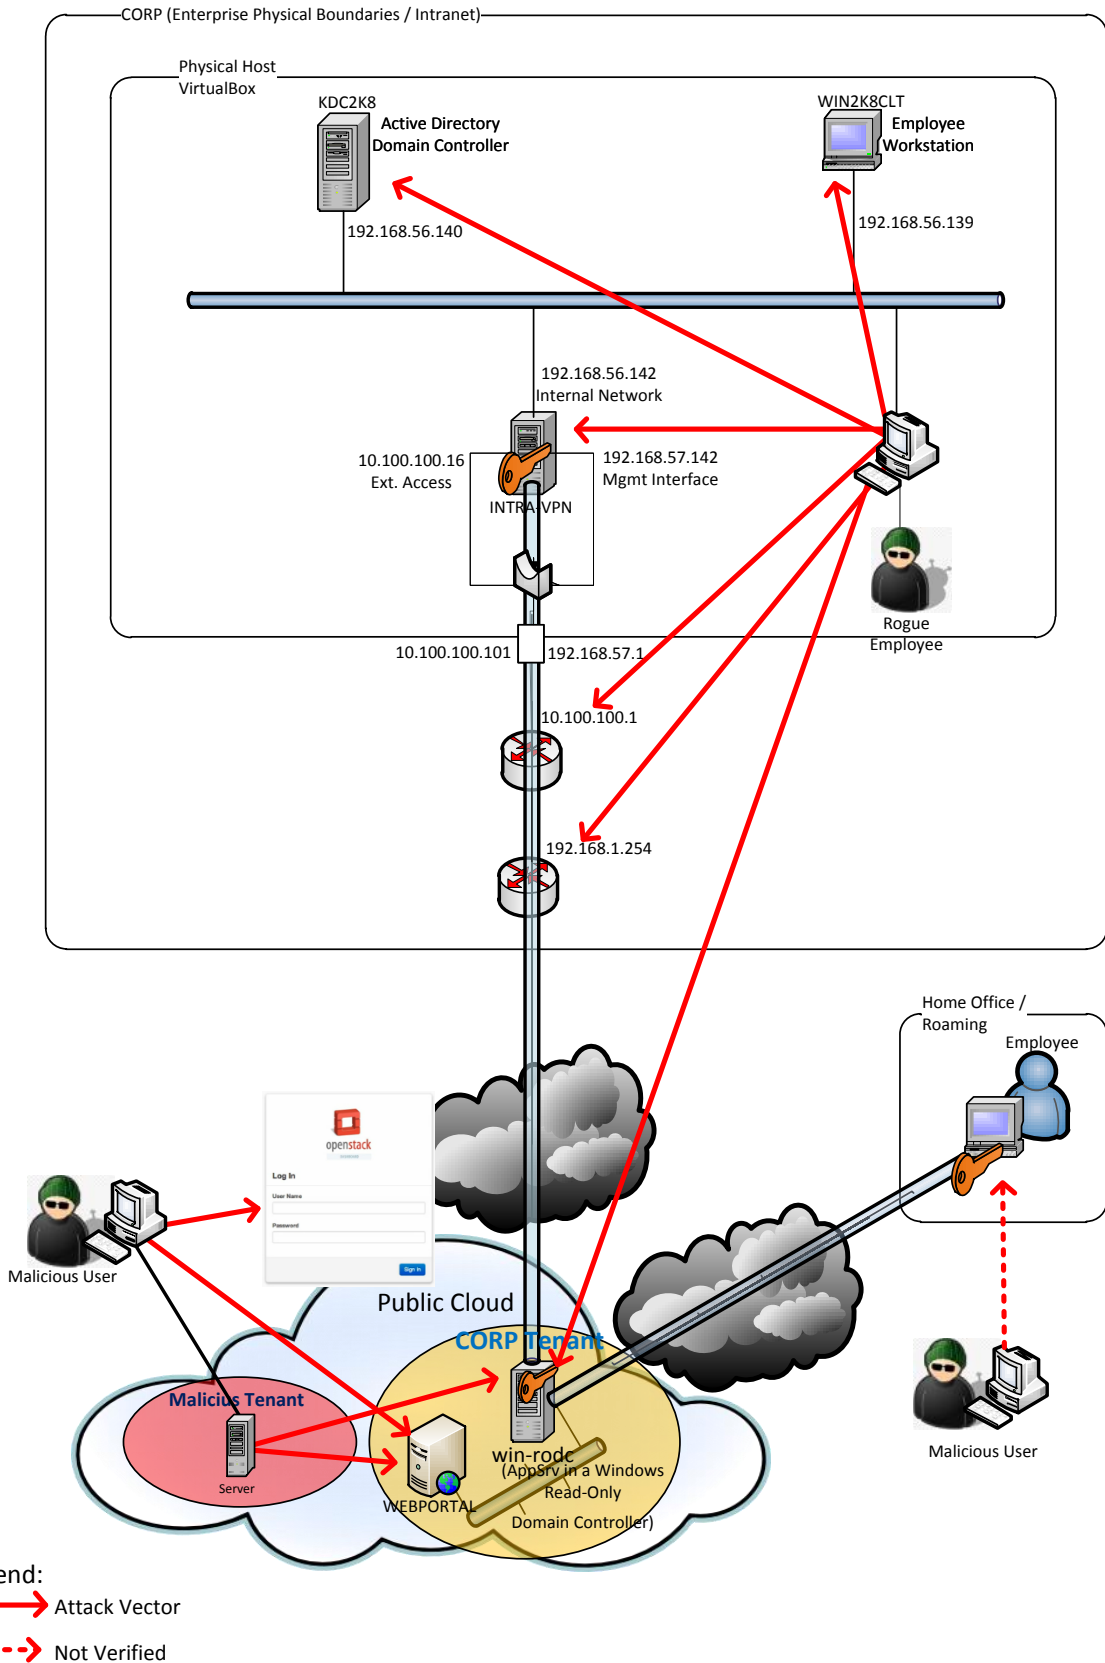 CORP (Enterprise Physical Boundaries / Intranet)
Physical Host
VirtualBox
KDC2K8
Active Directory
Domain Controller
WIN2K8CLT
Employee
Workstation
192.168.56.140
192.168.56.139
192.168.56.142
Internal Network
10.100.100.16
Ext. Access
192.168.57.142
Mgmt Interface
INTRA-VPN
Rogue
Employee
10.100.100.101
192.168.57.1
10.100.100.1
192.168.1.254
Home Office /
Roaming
Employee
openstack
Log In
User Name
Password
Sign In
Malicious User
Public Cloud
CORP Tenant
Malicius Tenant
Server
WEBPORTAL
win-rodc
(AppSrv in a Windows
Read-Only
Domain Controller)
Malicious User
end:
Attack Vector
Not Verified